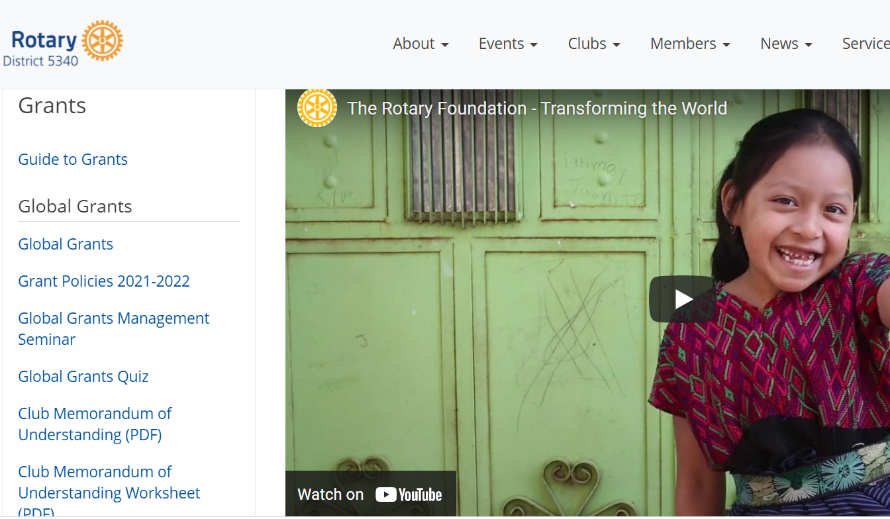 Rotary
District 5340
About
Events
Clubs
Members
News
Service
Grants
Guide to Grants
Global Grants
Global Grants
Grant Policies 2021-2022
Global Grants Management
Seminar
Global Grants Quiz
Club Memorandum of
Understanding (PDF)
Club Memorandum of
Understanding Worksheet
(PDF)
The Rotary Foundation - Transforming the World
Watch on YouTube